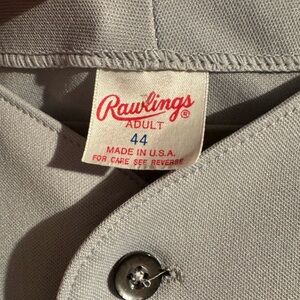 Rawlings®
ADULT
44
MADE IN U.S.A.
FOR CARE SEE REVERSE